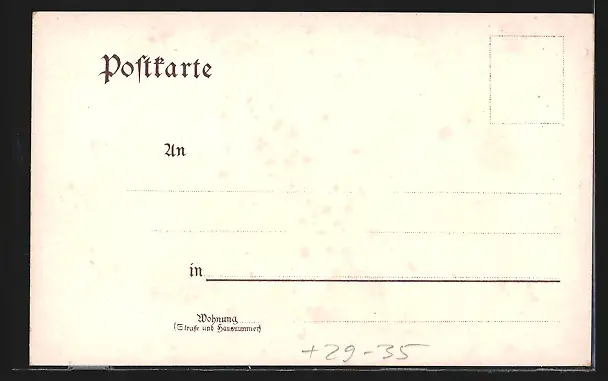 Postkarte
An
in
Wohnung
(Straße und Hausnummer)
+29-35